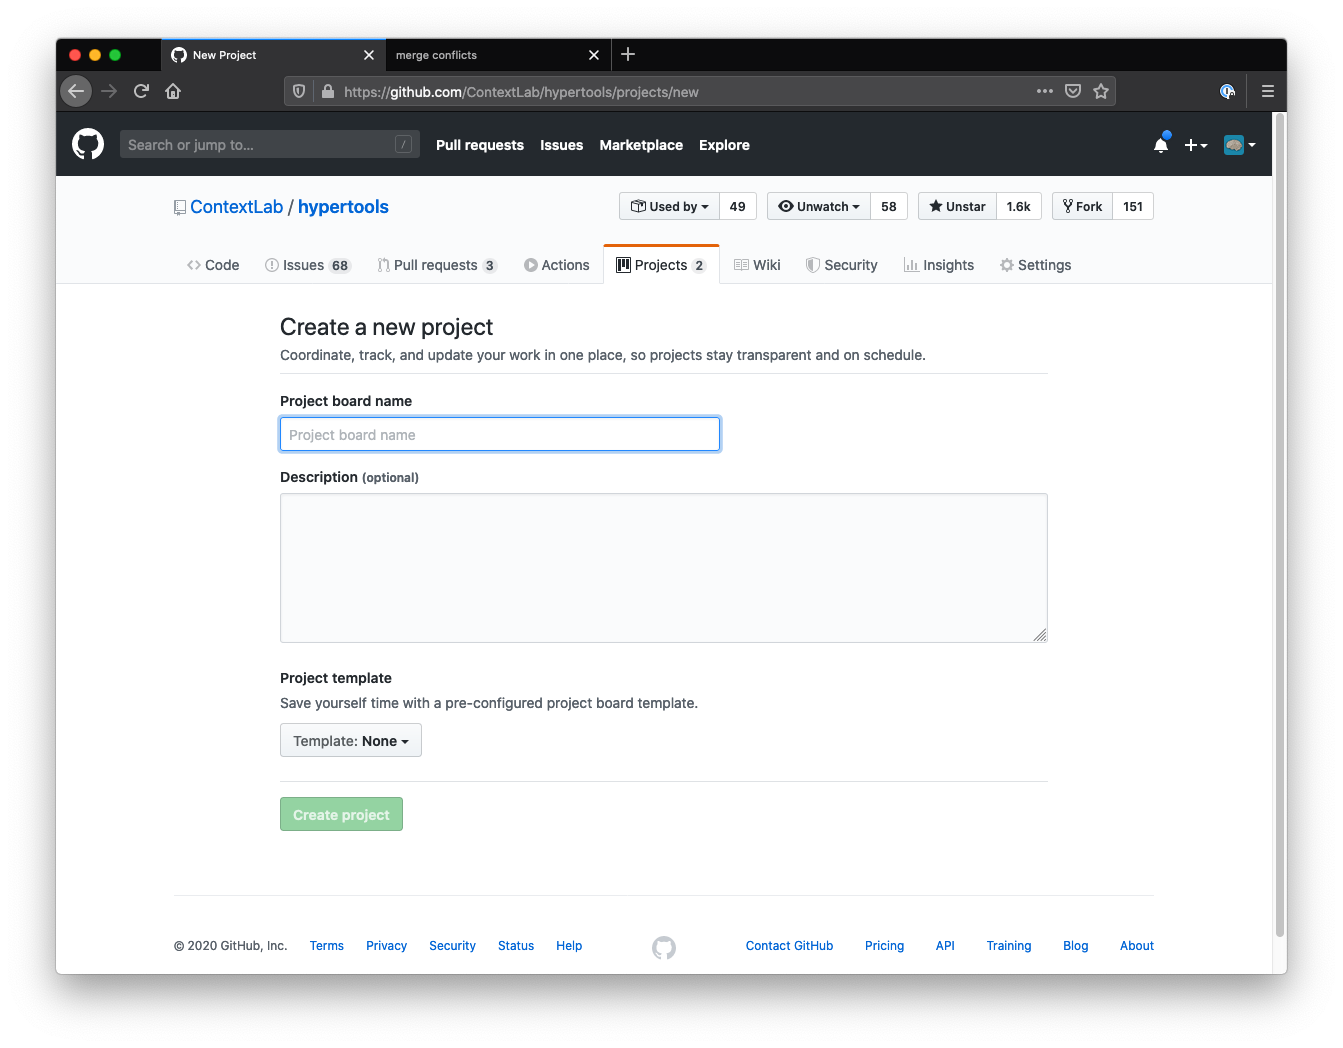 New Project
merge conflicts
https://github.com/ContextLab/hypertools/projects/new
Search or jump to... / Pull requests Issues Marketplace Explore
ContextLab / hypertools Used by 49 Unwatch 58 Unstar 1.6k Fork 151
Code Issues 68 Pull requests 3 Actions Projects 2 Wiki Security Insights Settings
Create a new project
Coordinate, track, and update your work in one place, so projects stay transparent and on schedule.
Project board name
Project board name
Description (optional)
Project template
Save yourself time with a pre-configured project board template.
Template: None
Create project
© 2020 GitHub, Inc. Terms Privacy Security Status Help Contact GitHub Pricing API Training Blog About